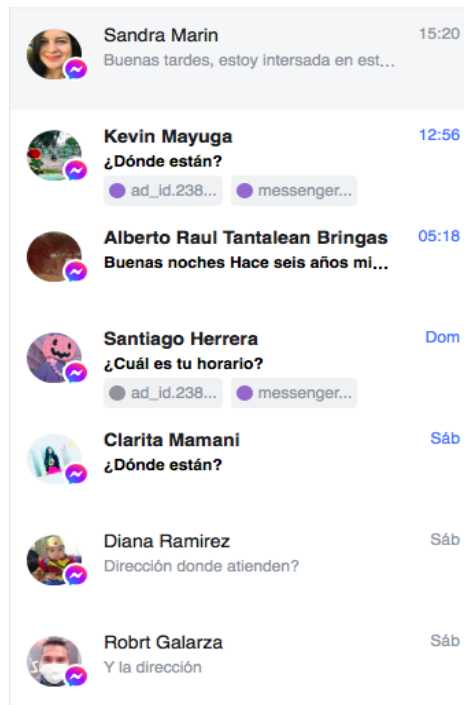 Sandra Marin 15:20
Buenas tardes, estoy intersada en est...
Kevin Mayuga 12:56
¿Dónde están?
ad_id.238... messenger...
Alberto Raul Tantalean Bringas 05:18
Buenas noches Hace seis años mi...
Santiago Herrera Dom
¿Cuál es tu horario?
ad_id.238... messenger...
Clarita Mamani Sáb
¿Dónde están?
Diana Ramirez Sáb
Dirección donde atienden?
Robrt Galarza Sáb
Y la dirección